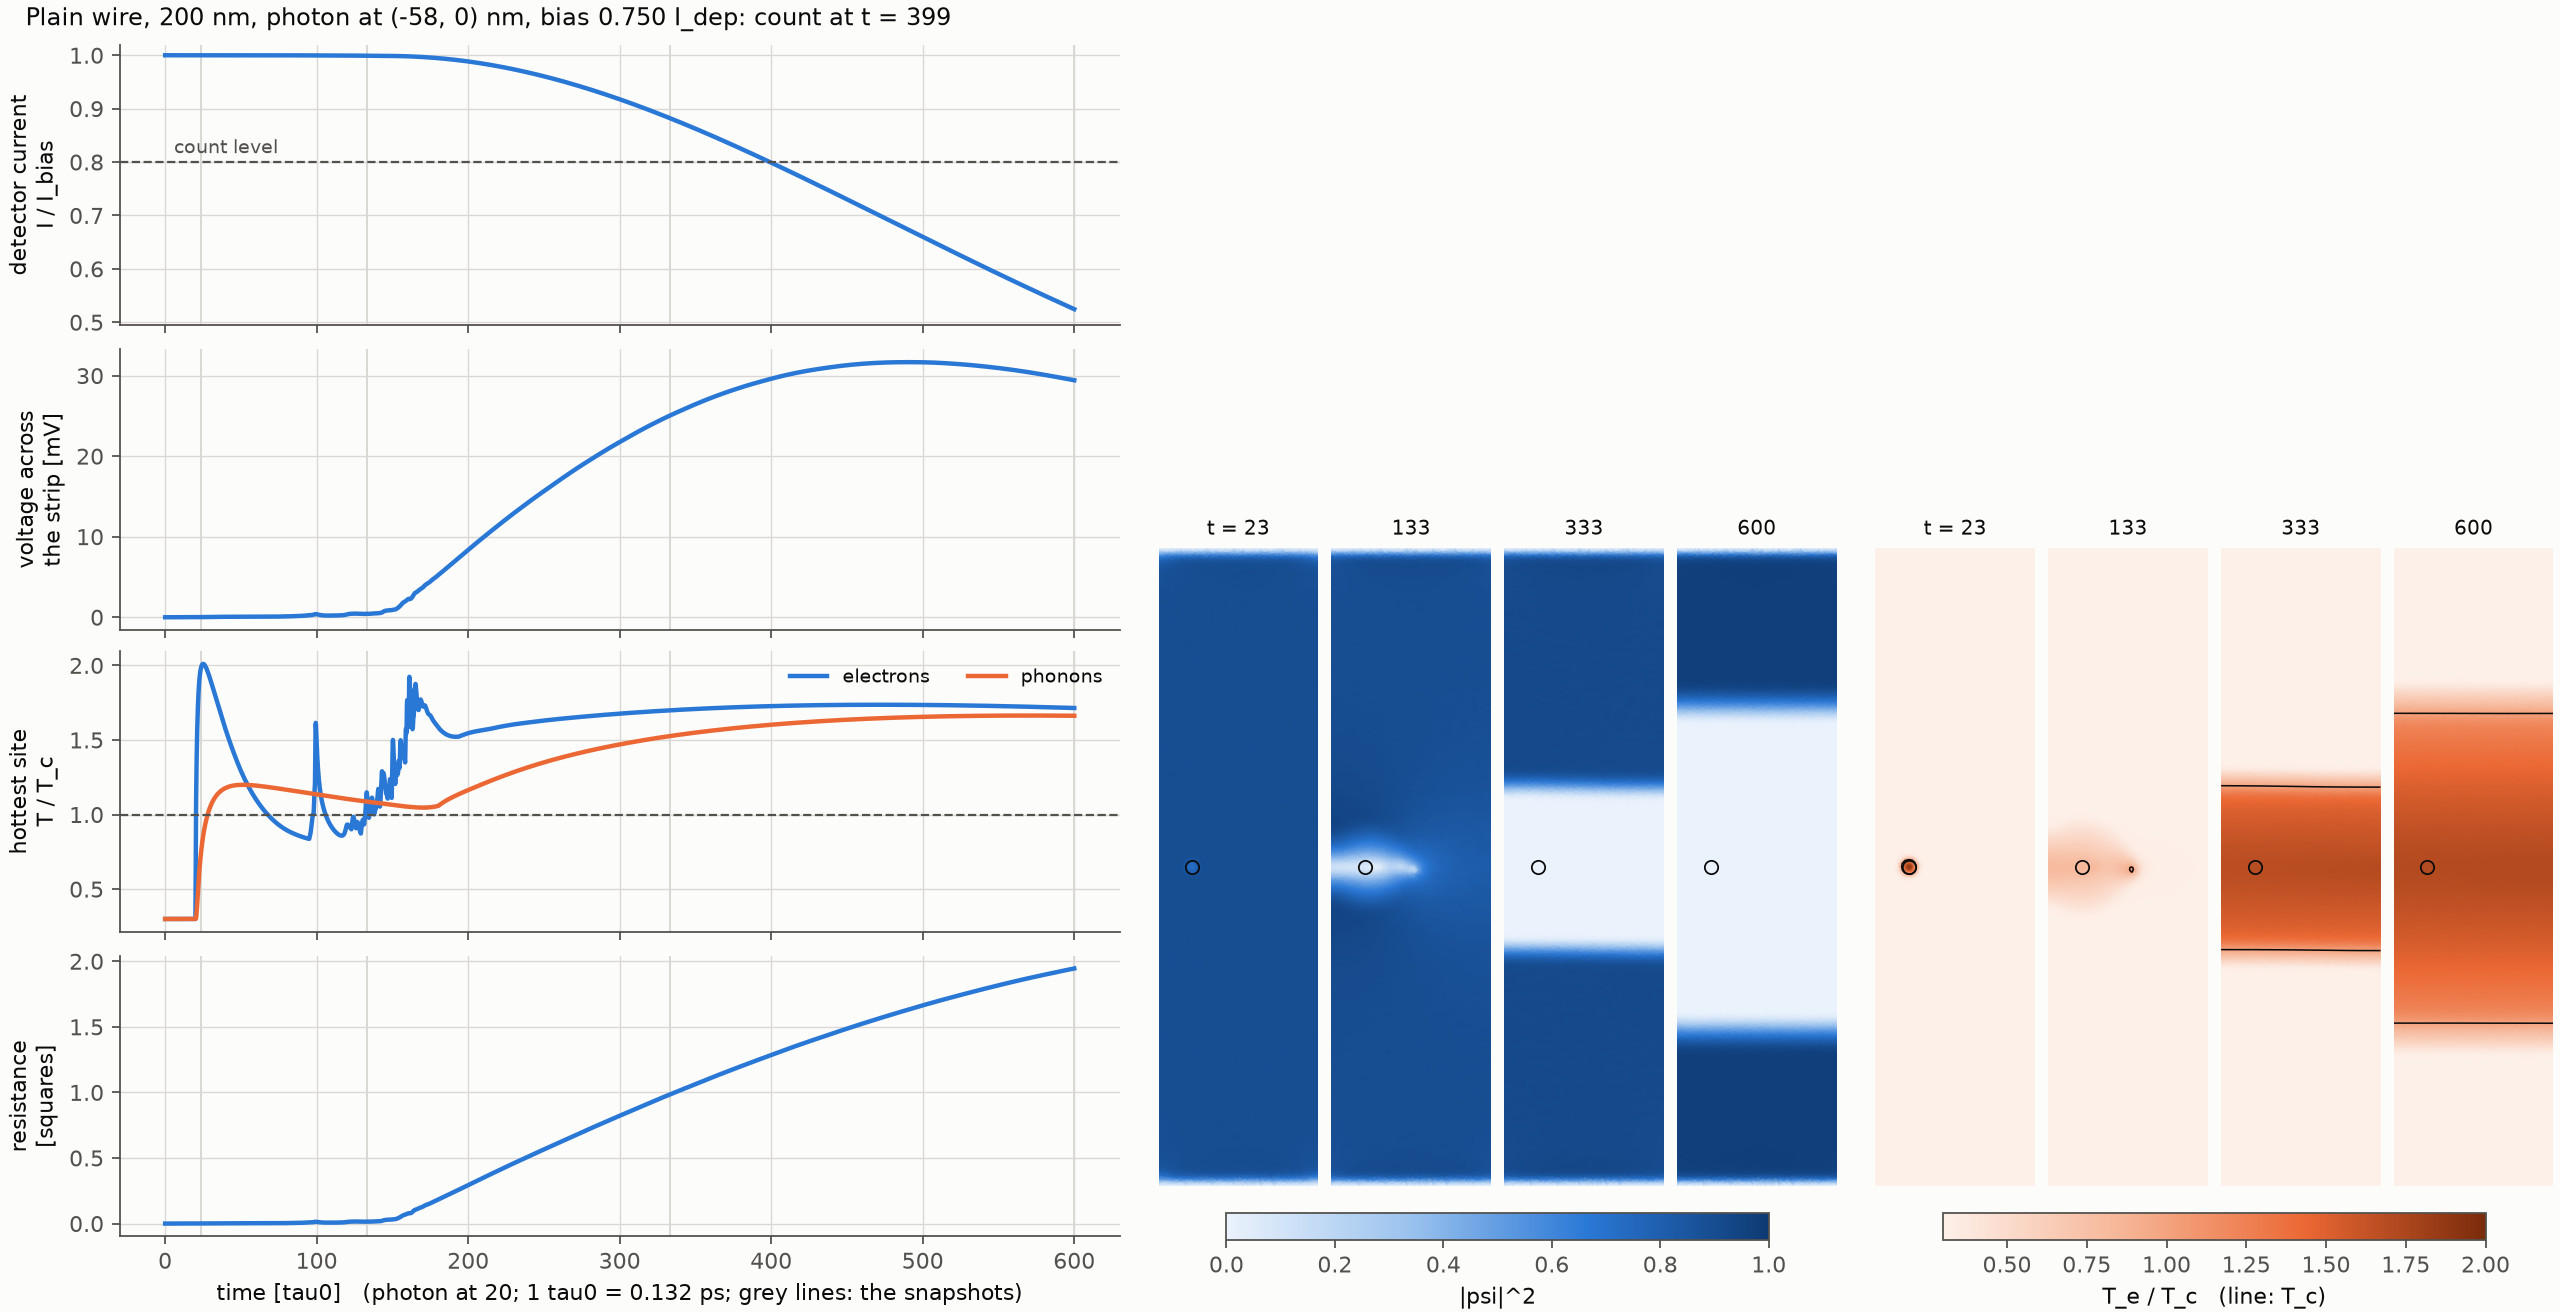 Plain wire, 200 nm, photon at (-58, 0) nm, bias 0.750 I_dep: count at t = 399
detector current
I / I_bias
1.0
0.9
0.8
0.7
0.6
0.5
count level
voltage across
the strip [mV]
30
20
10
0
hottest site
T / T_c
2.0
1.5
1.0
0.5
electrons
phonons
resistance
[squares]
2.0
1.5
1.0
0.5
0.0
0 100 200 300 400 500 600
time [tau0]   (photon at 20; 1 tau0 = 0.132 ps; grey lines: the snapshots)
t = 23 133 333 600
0.0 0.2 0.4 0.6 0.8 1.0
|psi|^2
t = 23 133 333 600
0.50 0.75 1.00 1.25 1.50 1.75 2.00
T_e / T_c   (line: T_c)